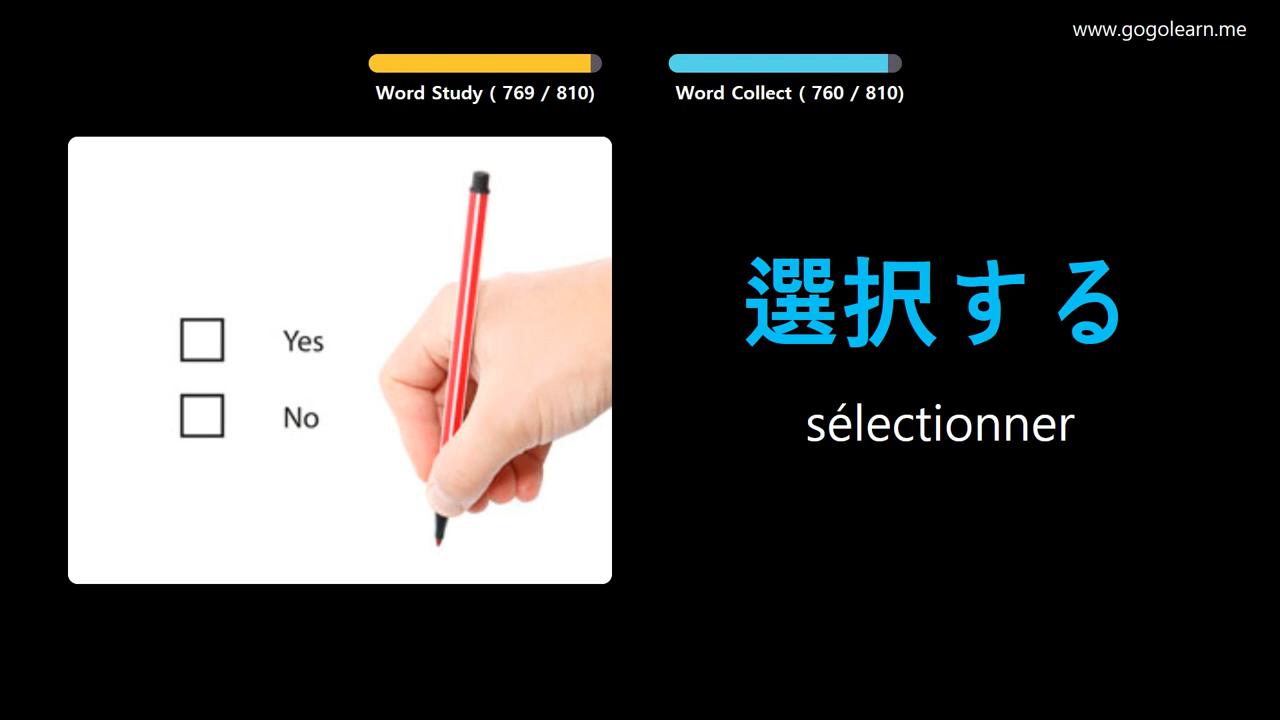 www.gogolearn.me
Word Study ( 769 / 810)
Word Collect ( 760 / 810)
Yes
No
選択する
sélectionner